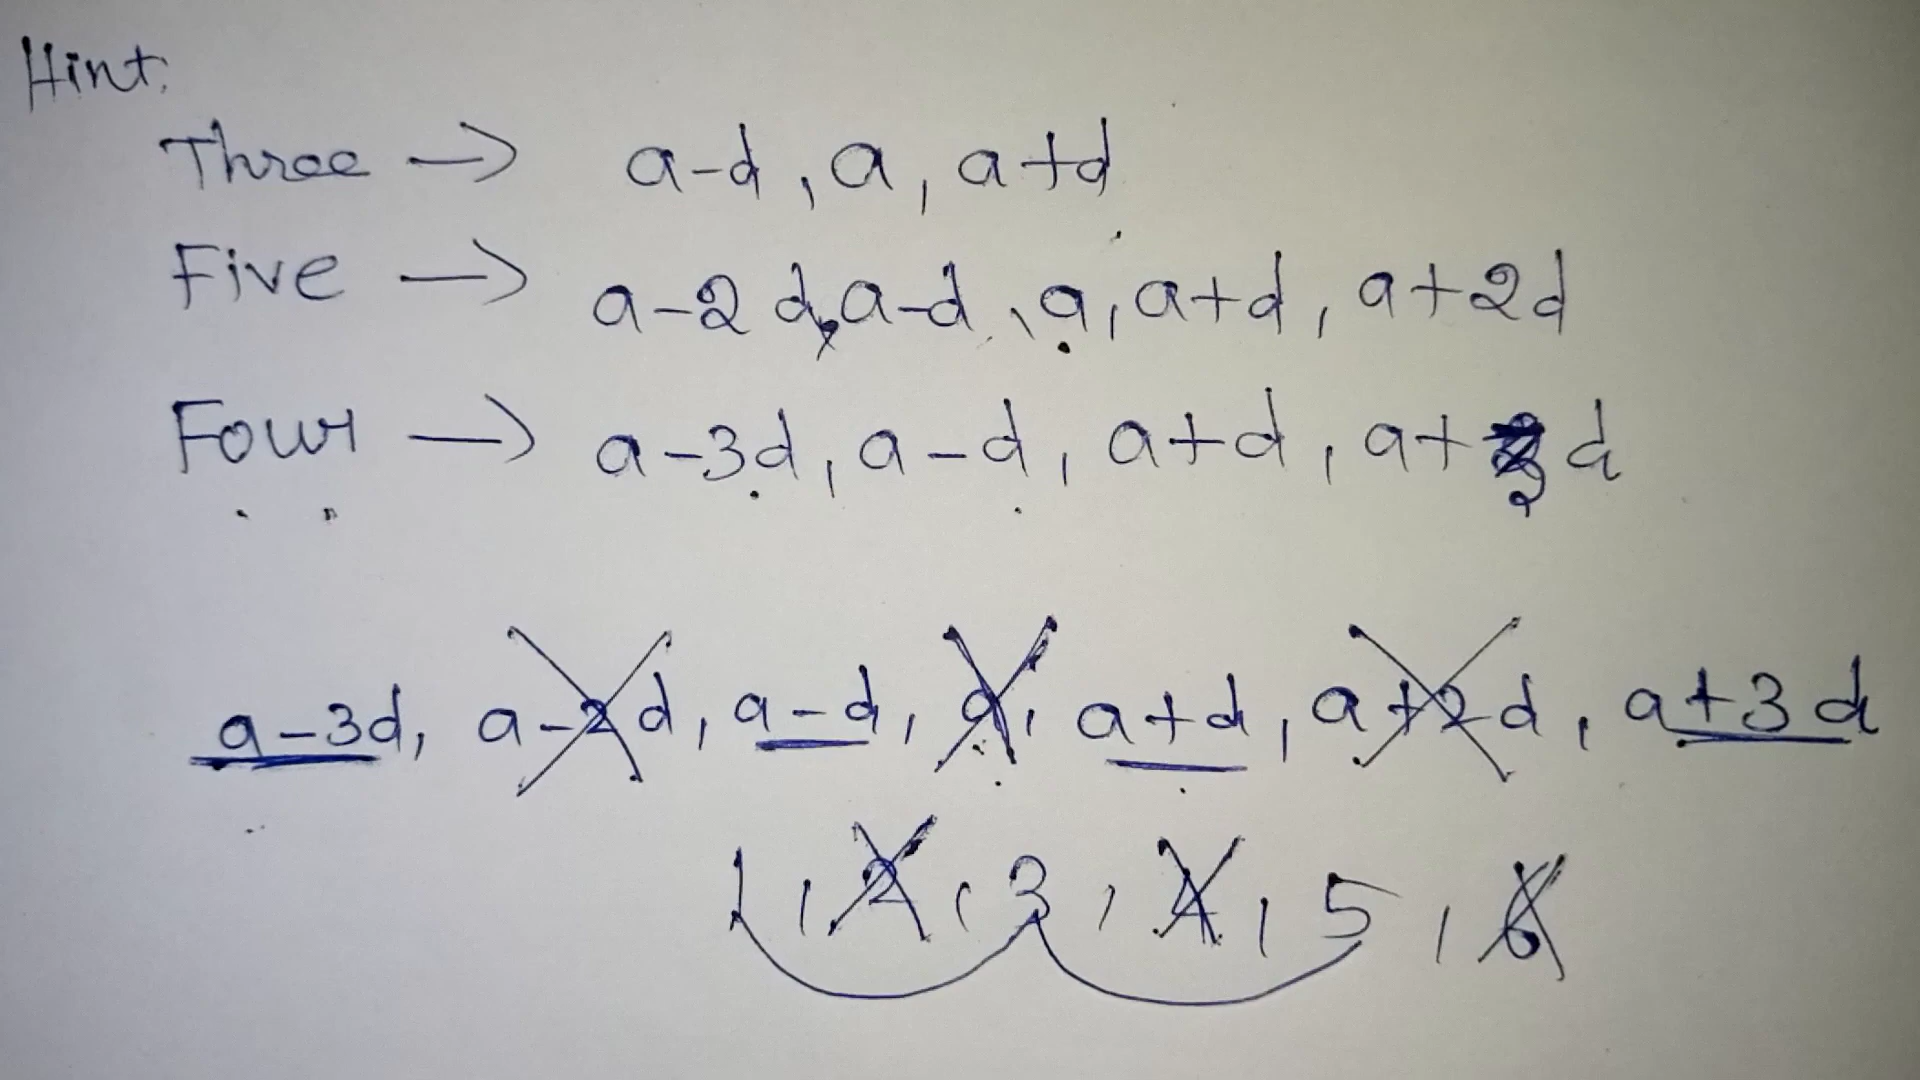 Hint:
Three → a-d, a, a+d
Five → a-2d, a-d, a, a+d, a+2d
Four → a-3d, a-d, a+d, a+3d
a-3d, a-2d, a-d, a, a+d, a+2d, a+3d
1, 2, 3, 4, 5, 6